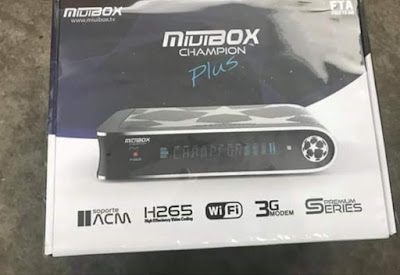 MIUIBOX
www.miuibox.tv
FTA
MIUIBOX
CHAMPION
Plus
MIUIBOX
CHAMPION
soporte
ACM
H265
High Efficiency Video Coding
WiFi
3G
MODEM
S PREMIUM
SERIES